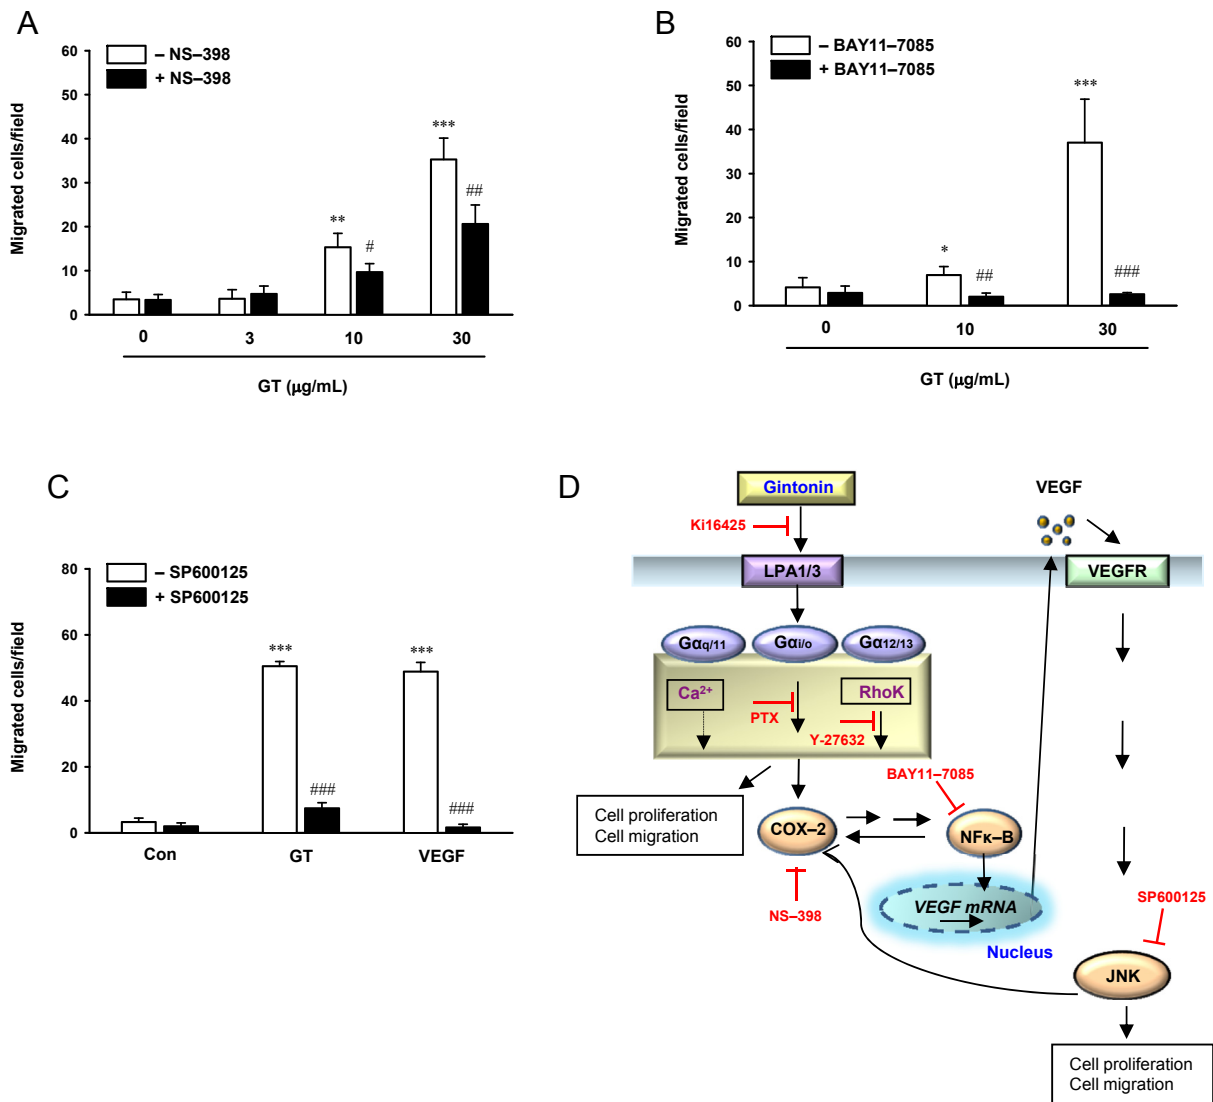 A
– NS–398
+ NS–398
Migrated cells/field
60
50
40
30
20
10
0
**
#
***
##
0 3 10 30
GT (µg/mL)
B
– BAY11–7085
+ BAY11–7085
Migrated cells/field
60
50
40
30
20
10
0
*
##
***
###
0 10 30
GT (µg/mL)
C
– SP600125
+ SP600125
Migrated cells/field
80
60
40
20
0
***
###
***
###
Con GT VEGF
D
Gintonin
VEGF
Ki16425
LPA1/3
VEGFR
Gαq/11
Gαi/o
Gα12/13
Ca²⁺
RhoK
PTX
Y-27632
BAY11–7085
Cell proliferation
Cell migration
COX–2
NFκ–B
NS–398
VEGF mRNA
Nucleus
SP600125
JNK
Cell proliferation
Cell migration